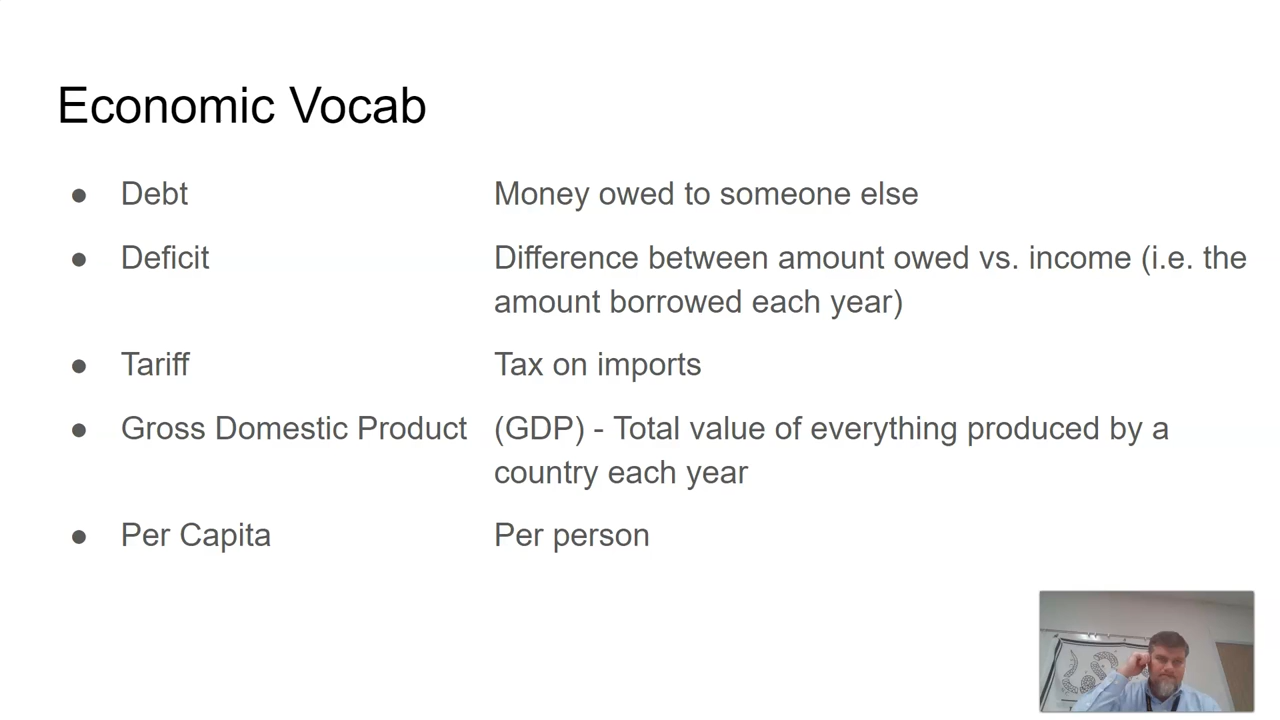 Economic Vocab
● Debt Money owed to someone else
● Deficit Difference between amount owed vs. income (i.e. the
amount borrowed each year)
● Tariff Tax on imports
● Gross Domestic Product (GDP) - Total value of everything produced by a
country each year
● Per Capita Per person